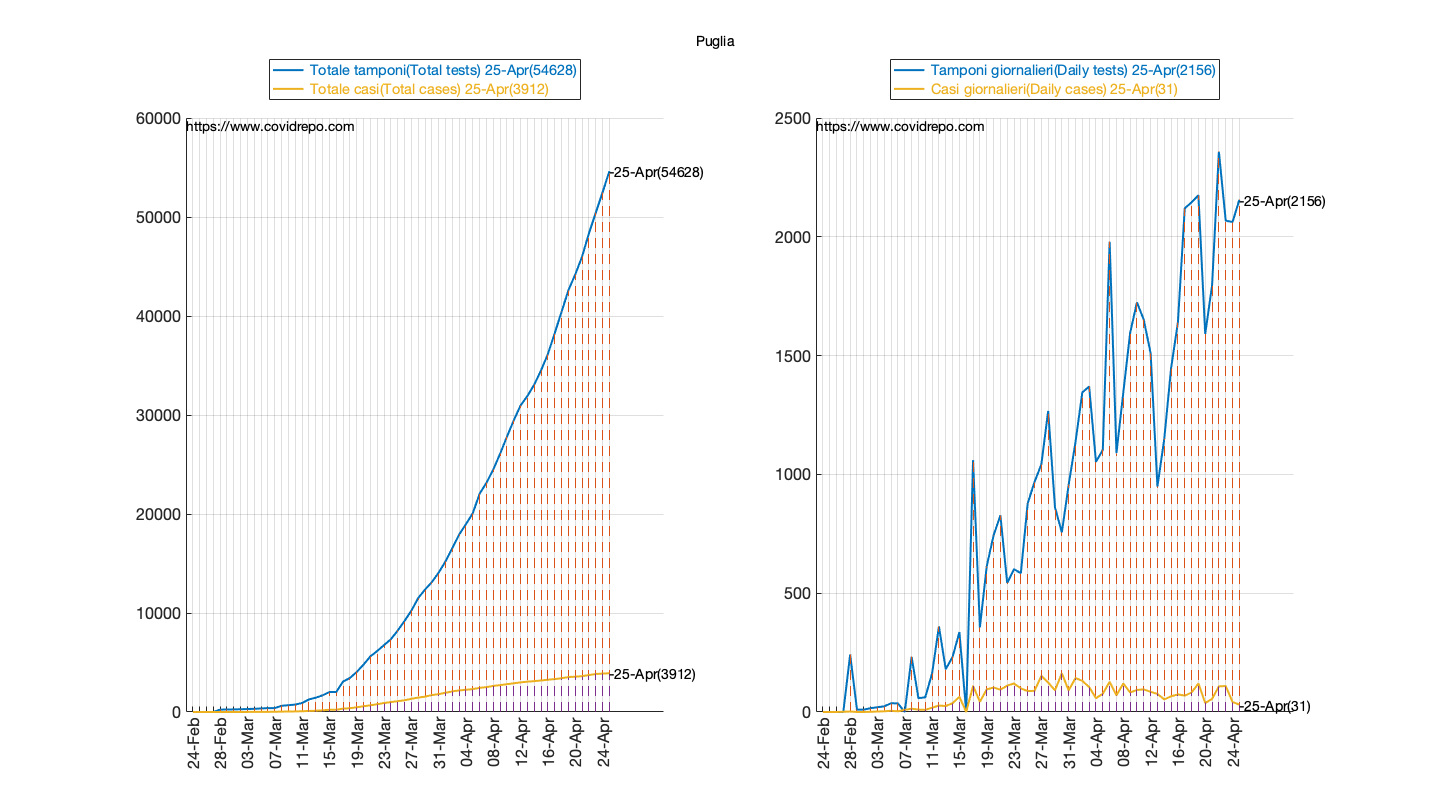 Puglia
Totale tamponi(Total tests) 25-Apr(54628)
Totale casi(Total cases) 25-Apr(3912)
60000
50000
40000
30000
20000
10000
0
https://www.covidrepo.com
25-Apr(54628)
25-Apr(3912)
24-Feb
28-Feb
03-Mar
07-Mar
11-Mar
15-Mar
19-Mar
23-Mar
27-Mar
31-Mar
04-Apr
08-Apr
12-Apr
16-Apr
20-Apr
24-Apr
Tamponi giornalieri(Daily tests) 25-Apr(2156)
Casi giornalieri(Daily cases) 25-Apr(31)
2500
2000
1500
1000
500
0
https://www.covidrepo.com
25-Apr(2156)
25-Apr(31)
24-Feb
28-Feb
03-Mar
07-Mar
11-Mar
15-Mar
19-Mar
23-Mar
27-Mar
31-Mar
04-Apr
08-Apr
12-Apr
16-Apr
20-Apr
24-Apr